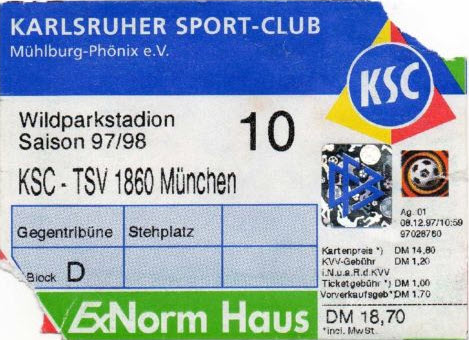 KARLSRUHER SPORT-CLUB
Mühlburg-Phönix e.V.
KSC
Wildparkstadion
Saison 97/98
10
KSC - TSV 1860 München
Gegentribüne Stehplatz
Block D
Ag. 01
08.12.97/10:59
97028760
Kartenpreis *) DM 14,80
KVV-Gebühr DM 1,20
i.N.u.a.R.d.KVV
Ticketgebühr *) DM 1,00
Vorverkaufsgeb*) DM 1,70
DM 18,70
*incl. MwSt.
ExNorm Haus